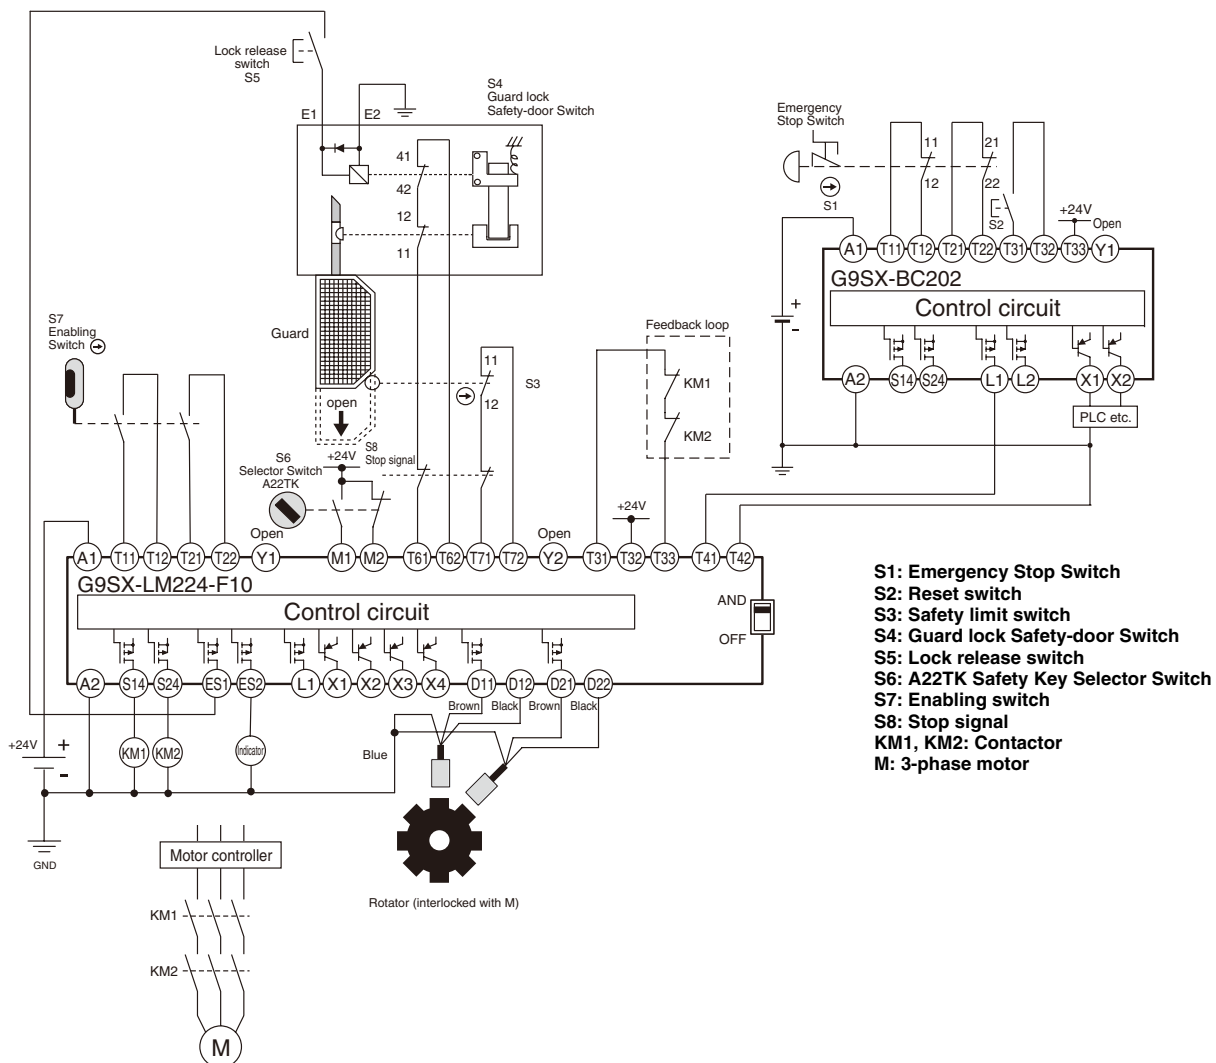 Lock release
switch
S5
E1
E2
S4
Guard lock
Safety-door Switch
41
42
12
11
Guard
open
S7
Enabling
Switch
11
12
S3
Feedback loop
KM1
KM2
+24V
S8
Stop signal
S6
Selector Switch
A22TK
+24V
Open
Open
A1 T11 T12 T21 T22 Y1 M1 M2 T61 T62 T71 T72 Y2 T31 T32 T33 T41 T42
G9SX-LM224-F10
Control circuit
AND
OFF
A2 S14 S24 ES1 ES2 L1 X1 X2 X3 X4 D11 D12 D21 D22
Brown Black Brown Black
Blue
+24V
+
-
KM1
KM2
Indicator
GND
Rotator (interlocked with M)
Motor controller
KM1
KM2
M
Emergency
Stop Switch
S1
11
12
21
22
S2
+24V
Open
A1 T11 T12 T21 T22 T31 T32 T33 Y1
G9SX-BC202
Control circuit
+
-
A2 S14 S24 L1 L2 X1 X2
PLC etc.
S1: Emergency Stop Switch
S2: Reset switch
S3: Safety limit switch
S4: Guard lock Safety-door Switch
S5: Lock release switch
S6: A22TK Safety Key Selector Switch
S7: Enabling switch
S8: Stop signal
KM1, KM2: Contactor
M: 3-phase motor